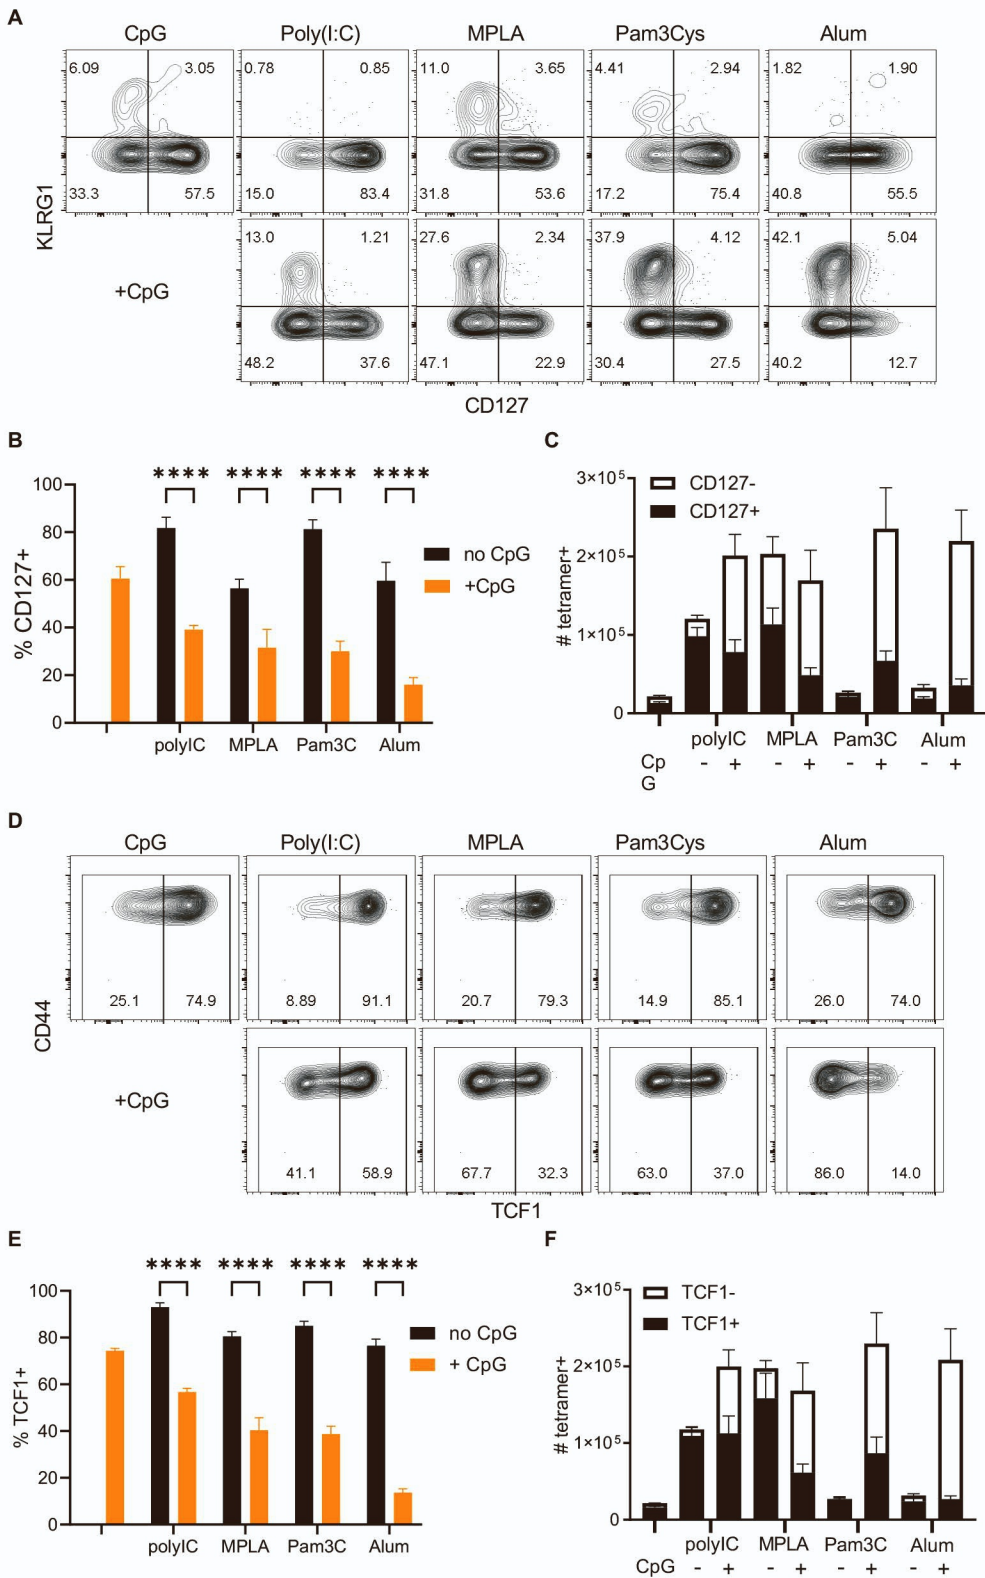 A
CpG Poly(I:C) MPLA Pam3Cys Alum
6.09 3.05 0.78 0.85 11.0 3.65 4.41 2.94 1.82 1.90
33.3 57.5 15.0 83.4 31.8 53.6 17.2 75.4 40.8 55.5
KLRG1
13.0 1.21 27.6 2.34 37.9 4.12 42.1 5.04
+CpG
48.2 37.6 47.1 22.9 30.4 27.5 40.2 12.7
CD127
B
**** **** **** ****
100
80
60
40
20
0
% CD127+
no CpG
+CpG
polyIC MPLA Pam3C Alum
C
3×10⁵
2×10⁵
1×10⁵
0
# tetramer+
CD127-
CD127+
polyIC MPLA Pam3C Alum
Cp
G
- + - + - + - +
D
CpG Poly(I:C) MPLA Pam3Cys Alum
25.1 74.9 8.89 91.1 20.7 79.3 14.9 85.1 26.0 74.0
CD44
+CpG
41.1 58.9 67.7 32.3 63.0 37.0 86.0 14.0
TCF1
E
**** **** **** ****
100
80
60
40
20
0
% TCF1+
no CpG
+ CpG
polyIC MPLA Pam3C Alum
F
3×10⁵
2×10⁵
1×10⁵
0
# tetramer+
TCF1-
TCF1+
polyIC MPLA Pam3C Alum
CpG - + - + - + - +